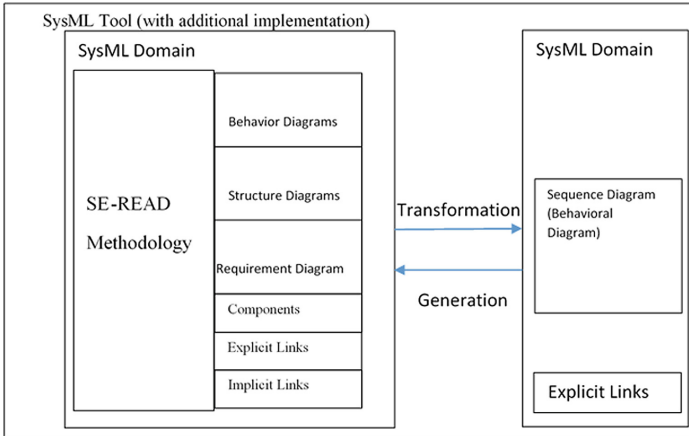 SysML Tool (with additional implementation)
SysML Domain
SE-READ
Methodology
Behavior Diagrams
Structure Diagrams
Requirement Diagram
Components
Explicit Links
Implicit Links
Transformation
Generation
SysML Domain
Sequence Diagram
(Behavioral
Diagram)
Explicit Links